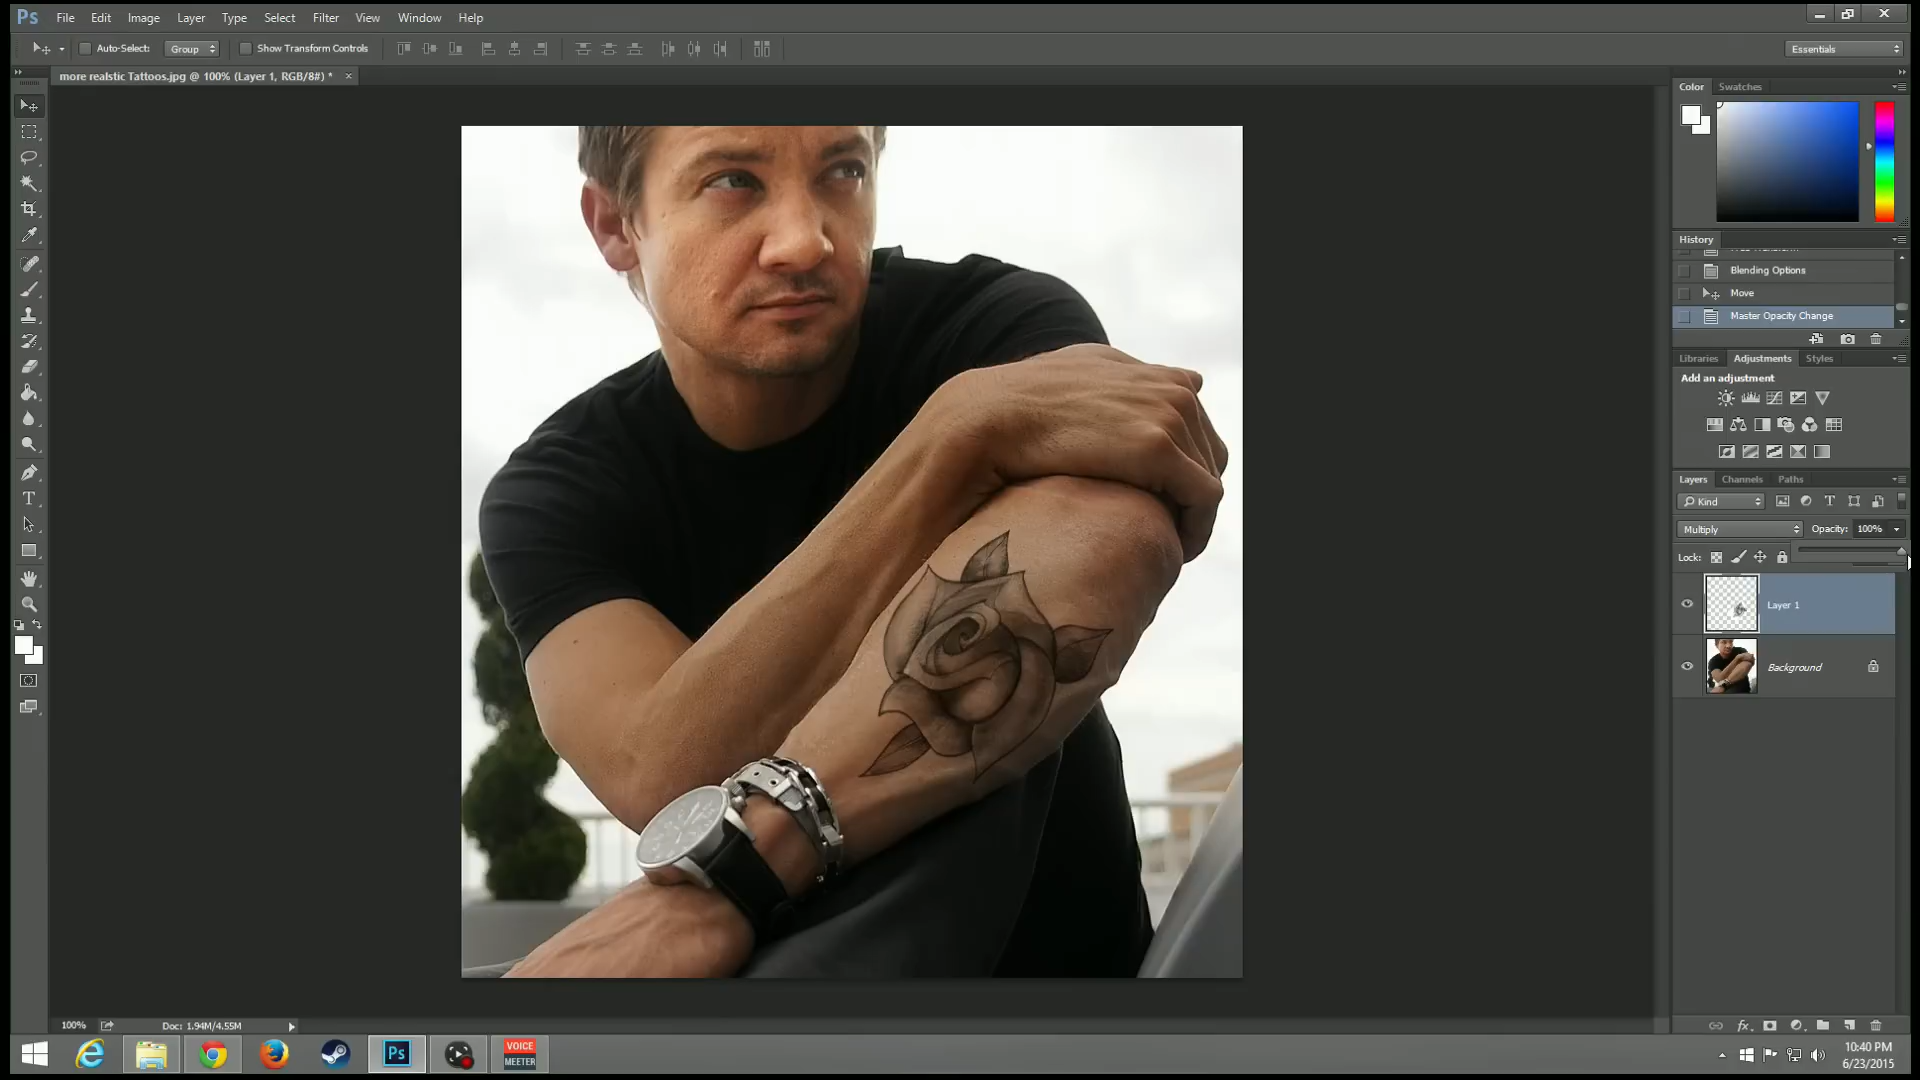 Ps File Edit Image Layer Type Select Filter View Window Help
Auto-Select: Group Show Transform Controls Essentials
more realstic Tattoos.jpg @ 100% (Layer 1, RGB/8#) * ×
Color Swatches
History
Blending Options
Move
Master Opacity Change
Libraries Adjustments Styles
Add an adjustment
Layers Channels Paths
Kind
Multiply Opacity: 100%
Lock:
Layer 1
Background
fx
100% Doc: 1.94M/4.55M
Ps
VOICE
MEETER
10:40 PM
6/23/2015